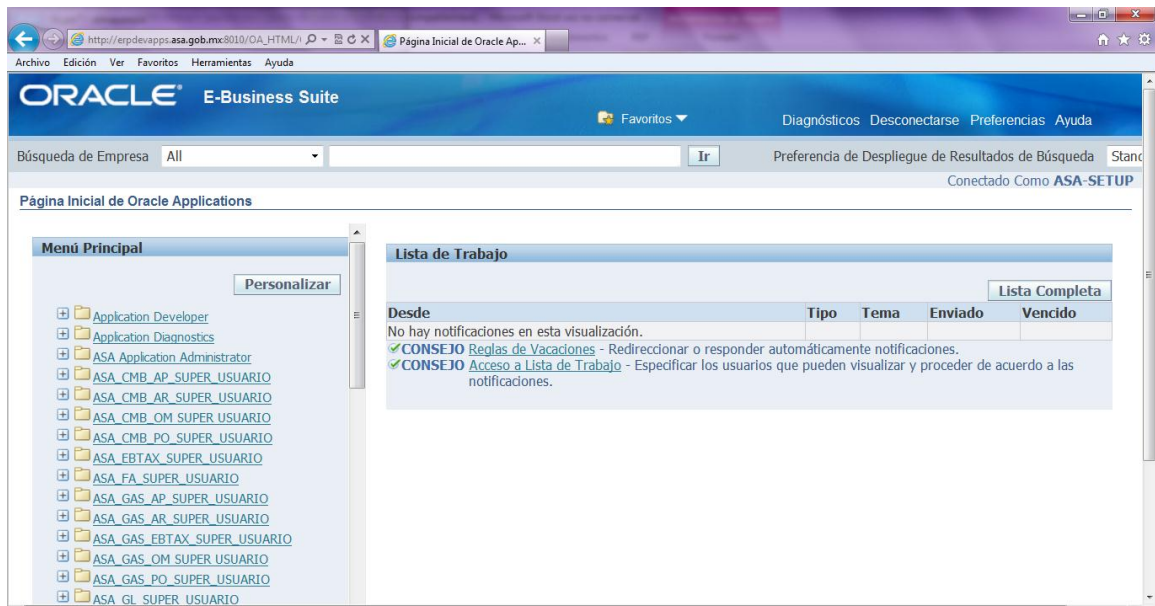 http://erpdevapps.asa.gob.mx:8010/OA_HTML/
Página Inicial de Oracle Ap...
Archivo Edición Ver Favoritos Herramientas Ayuda
ORACLE® E-Business Suite
Favoritos
Diagnósticos Desconectarse Preferencias Ayuda
Búsqueda de Empresa All Ir Preferencia de Despliegue de Resultados de Búsqueda Stanc
Conectado Como ASA-SETUP
Página Inicial de Oracle Applications
Menú Principal
Personalizar
Application Developer
Application Diagnostics
ASA Application Administrator
ASA_CMB_AP_SUPER_USUARIO
ASA_CMB_AR_SUPER_USUARIO
ASA_CMB_OM SUPER USUARIO
ASA_CMB_PO_SUPER_USUARIO
ASA_EBTAX_SUPER_USUARIO
ASA_FA_SUPER_USUARIO
ASA_GAS_AP_SUPER_USUARIO
ASA_GAS_AR_SUPER_USUARIO
ASA_GAS_EBTAX_SUPER_USUARIO
ASA_GAS_OM SUPER USUARIO
ASA_GAS_PO_SUPER_USUARIO
ASA GL SUPER USUARIO
Lista de Trabajo
Lista Completa
Desde Tipo Tema Enviado Vencido
No hay notificaciones en esta visualización.
CONSEJO Reglas de Vacaciones - Redireccionar o responder automáticamente notificaciones.
CONSEJO Acceso a Lista de Trabajo - Especificar los usuarios que pueden visualizar y proceder de acuerdo a las
notificaciones.